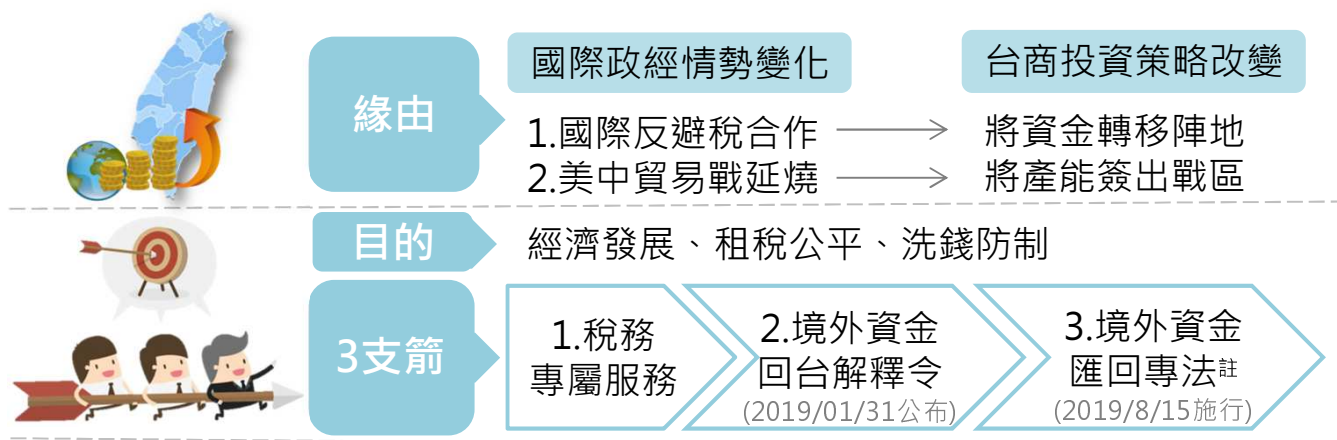 緣由
國際政經情勢變化
台商投資策略改變
1.國際反避稅合作
將資金轉移陣地
2.美中貿易戰延燒
將產能簽出戰區
目的
經濟發展、租稅公平、洗錢防制
3支箭
1.稅務
專屬服務
2.境外資金
回台解釋令
(2019/01/31公布)
3.境外資金
匯回專法註
(2019/8/15施行)